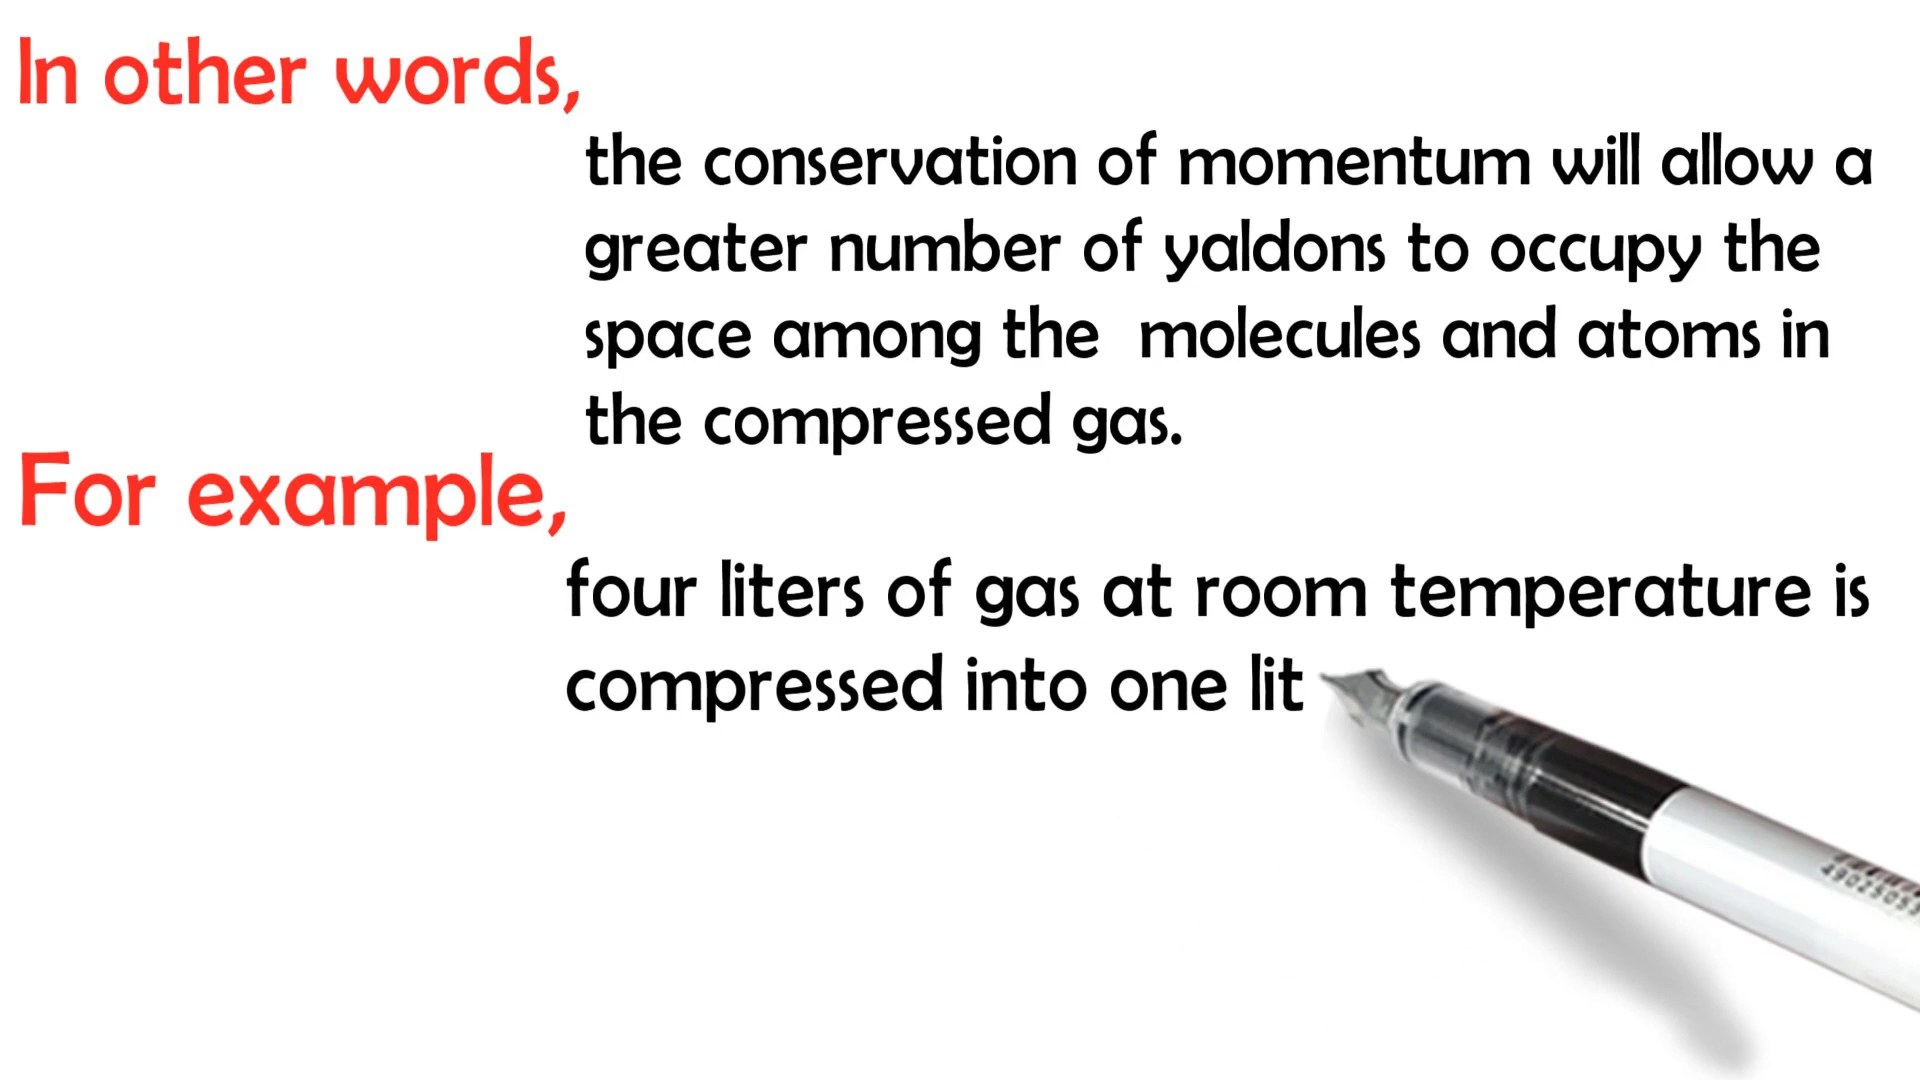 In other words,
the conservation of momentum will allow a
greater number of yaldons to occupy the
space among the  molecules and atoms in
the compressed gas.
For example,
four liters of gas at room temperature is
compressed into one lit